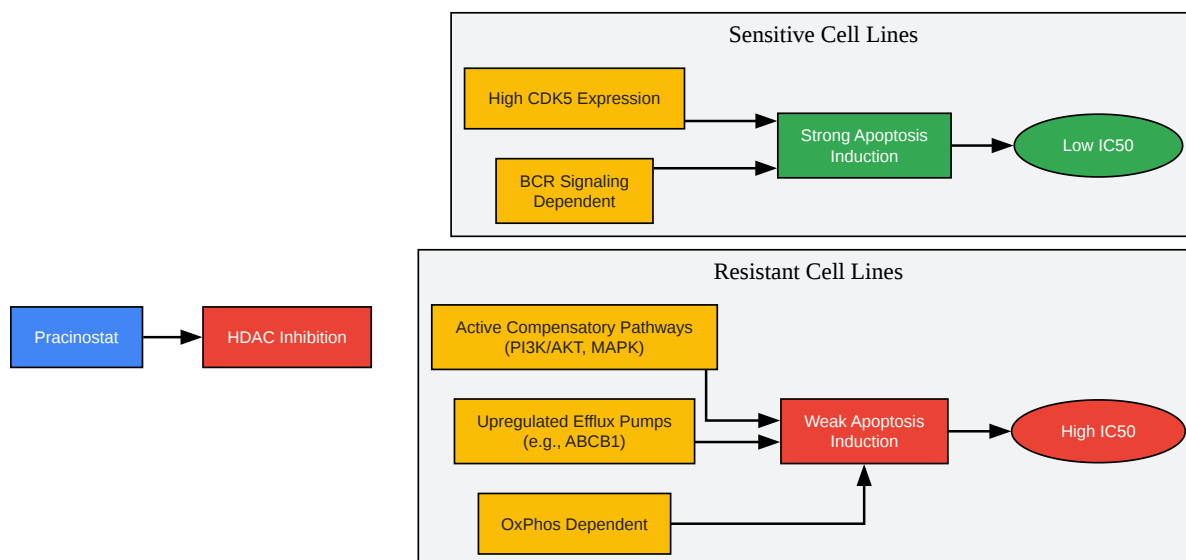 Sensitive Cell Lines
High CDK5 Expression
BCR Signaling
Dependent
Strong Apoptosis
Induction
Low IC50
Pracinostat
HDAC Inhibition
Resistant Cell Lines
Active Compensatory Pathways
(PI3K/AKT, MAPK)
Upregulated Efflux Pumps
(e.g., ABCB1)
OxPhos Dependent
Weak Apoptosis
Induction
High IC50